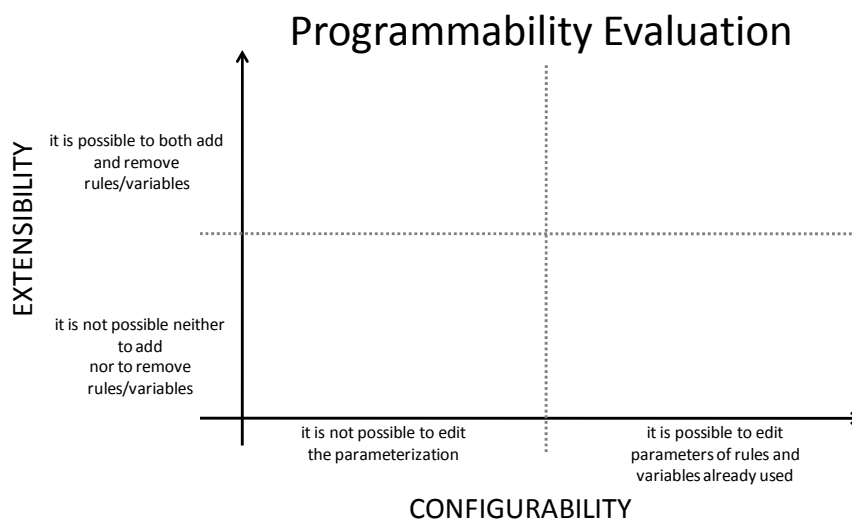 Programmability Evaluation
EXTENSIBILITY
it is possible to both add
and remove
rules/variables
it is not possible neither
to add
nor to remove
rules/variables
it is not possible to edit
the parameterization
it is possible to edit
parameters of rules and
variables already used
CONFIGURABILITY